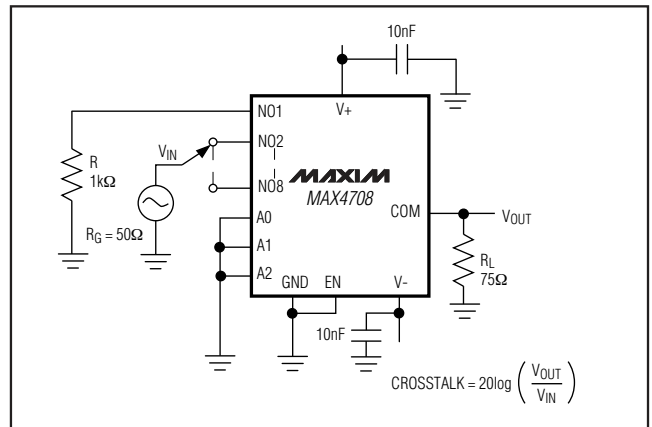 10nF
V+
NO1
NO2
VIN
R
1kΩ
NO8
MAXIM
MAX4708
COM
VOUT
RG = 50Ω
A0
A1
A2
RL
75Ω
GND
EN
V-
10nF
CROSSTALK = 20log (VOUT / VIN)